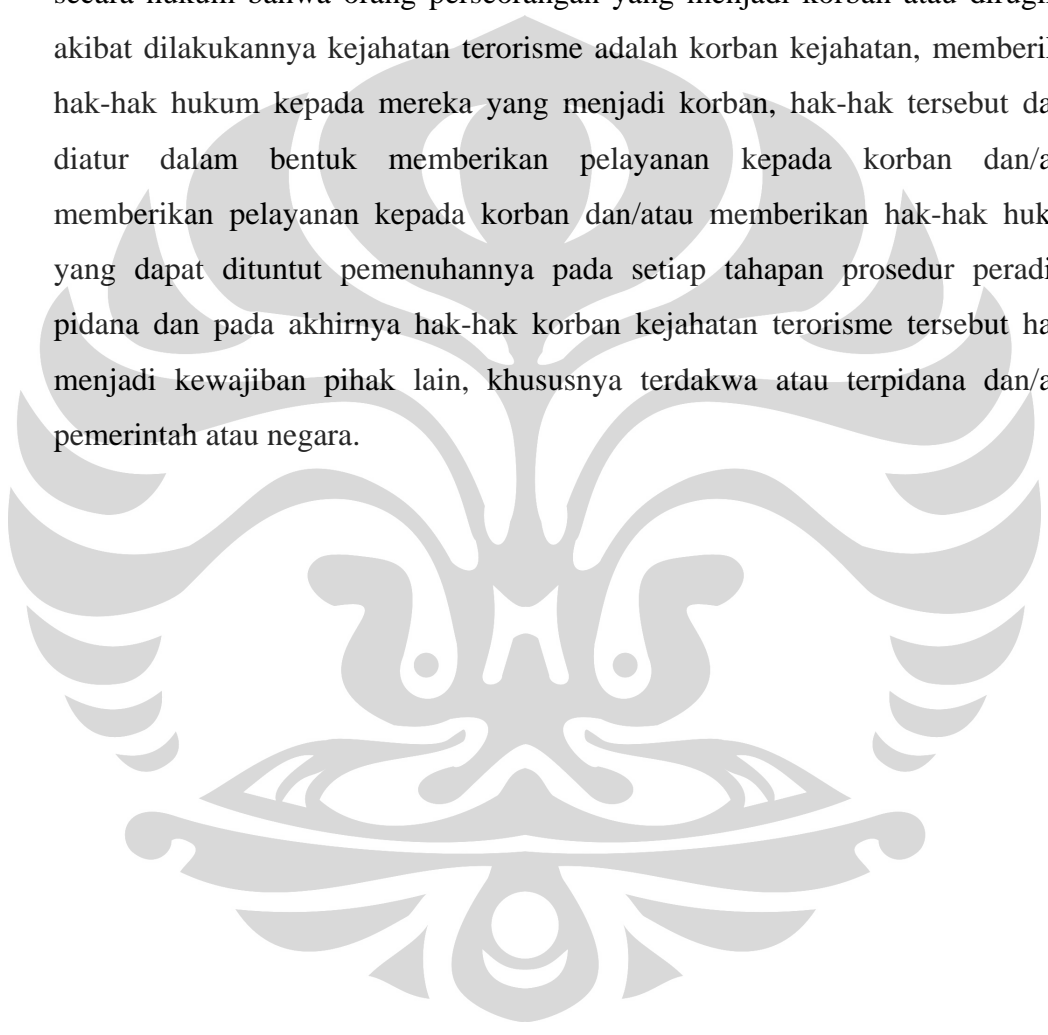 secara hukum bahwa orang perseorangan yang menjadi korban atau
akibat dilakukannya kejahatan terorisme adalah korban kejahatan,
hak-hak hukum kepada mereka yang menjadi korban, hak-hak tersebut
diatur dalam bentuk memberikan pelayanan kepada korban
memberikan pelayanan kepada korban dan/atau memberikan hak-hak
yang dapat dituntut pemenuhannya pada setiap tahapan prosedur
pidana dan pada akhirnya hak-hak korban kejahatan terorisme tersebut
menjadi kewajiban pihak lain, khususnya terdakwa atau terpidana
pemerintah atau negara.